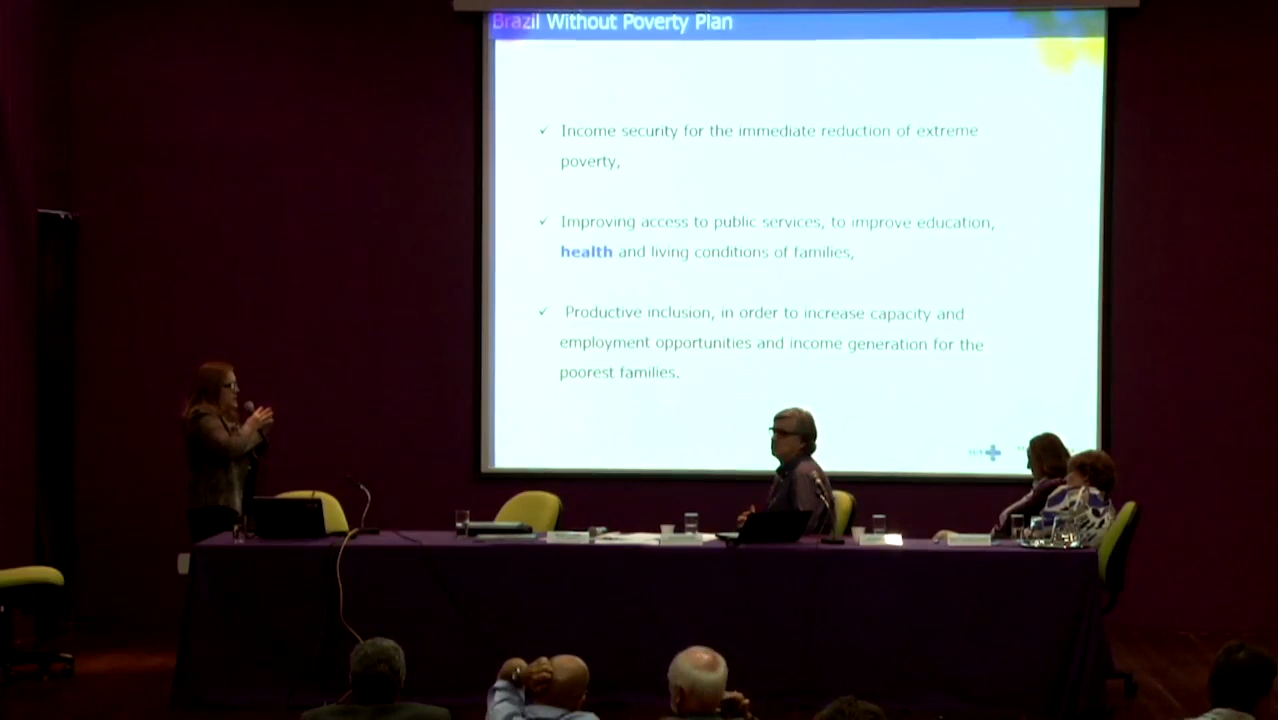 Brazil Without Poverty Plan
✓ Income security for the immediate reduction of extreme
poverty,
✓ Improving access to public services, to improve education,
health and living conditions of families,
✓ Productive inclusion, in order to increase capacity and
employment opportunities and income generation for the
poorest families.